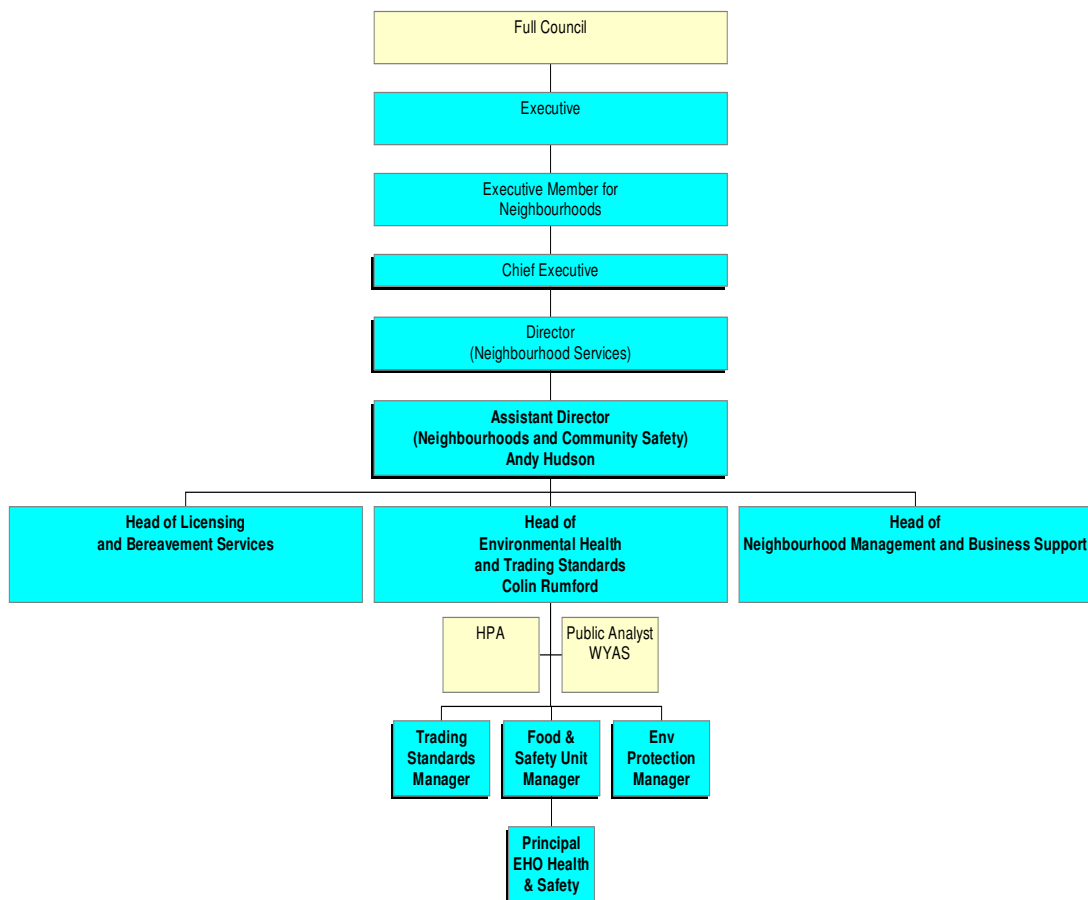 Full Council
Executive
Executive Member for
Neighbourhoods
Chief Executive
Director
(Neighbourhood Services)
Assistant Director
(Neighbourhoods and Community Safety)
Andy Hudson
Head of Licensing
and Bereavement Services
Head of
Environmental Health
and Trading Standards
Colin Rumford
Head of
Neighbourhood Management and Business Support
HPA
Public Analyst
WYAS
Trading
Standards
Manager
Food &
Safety Unit
Manager
Env
Protection
Manager
Principal
EHO Health
& Safety